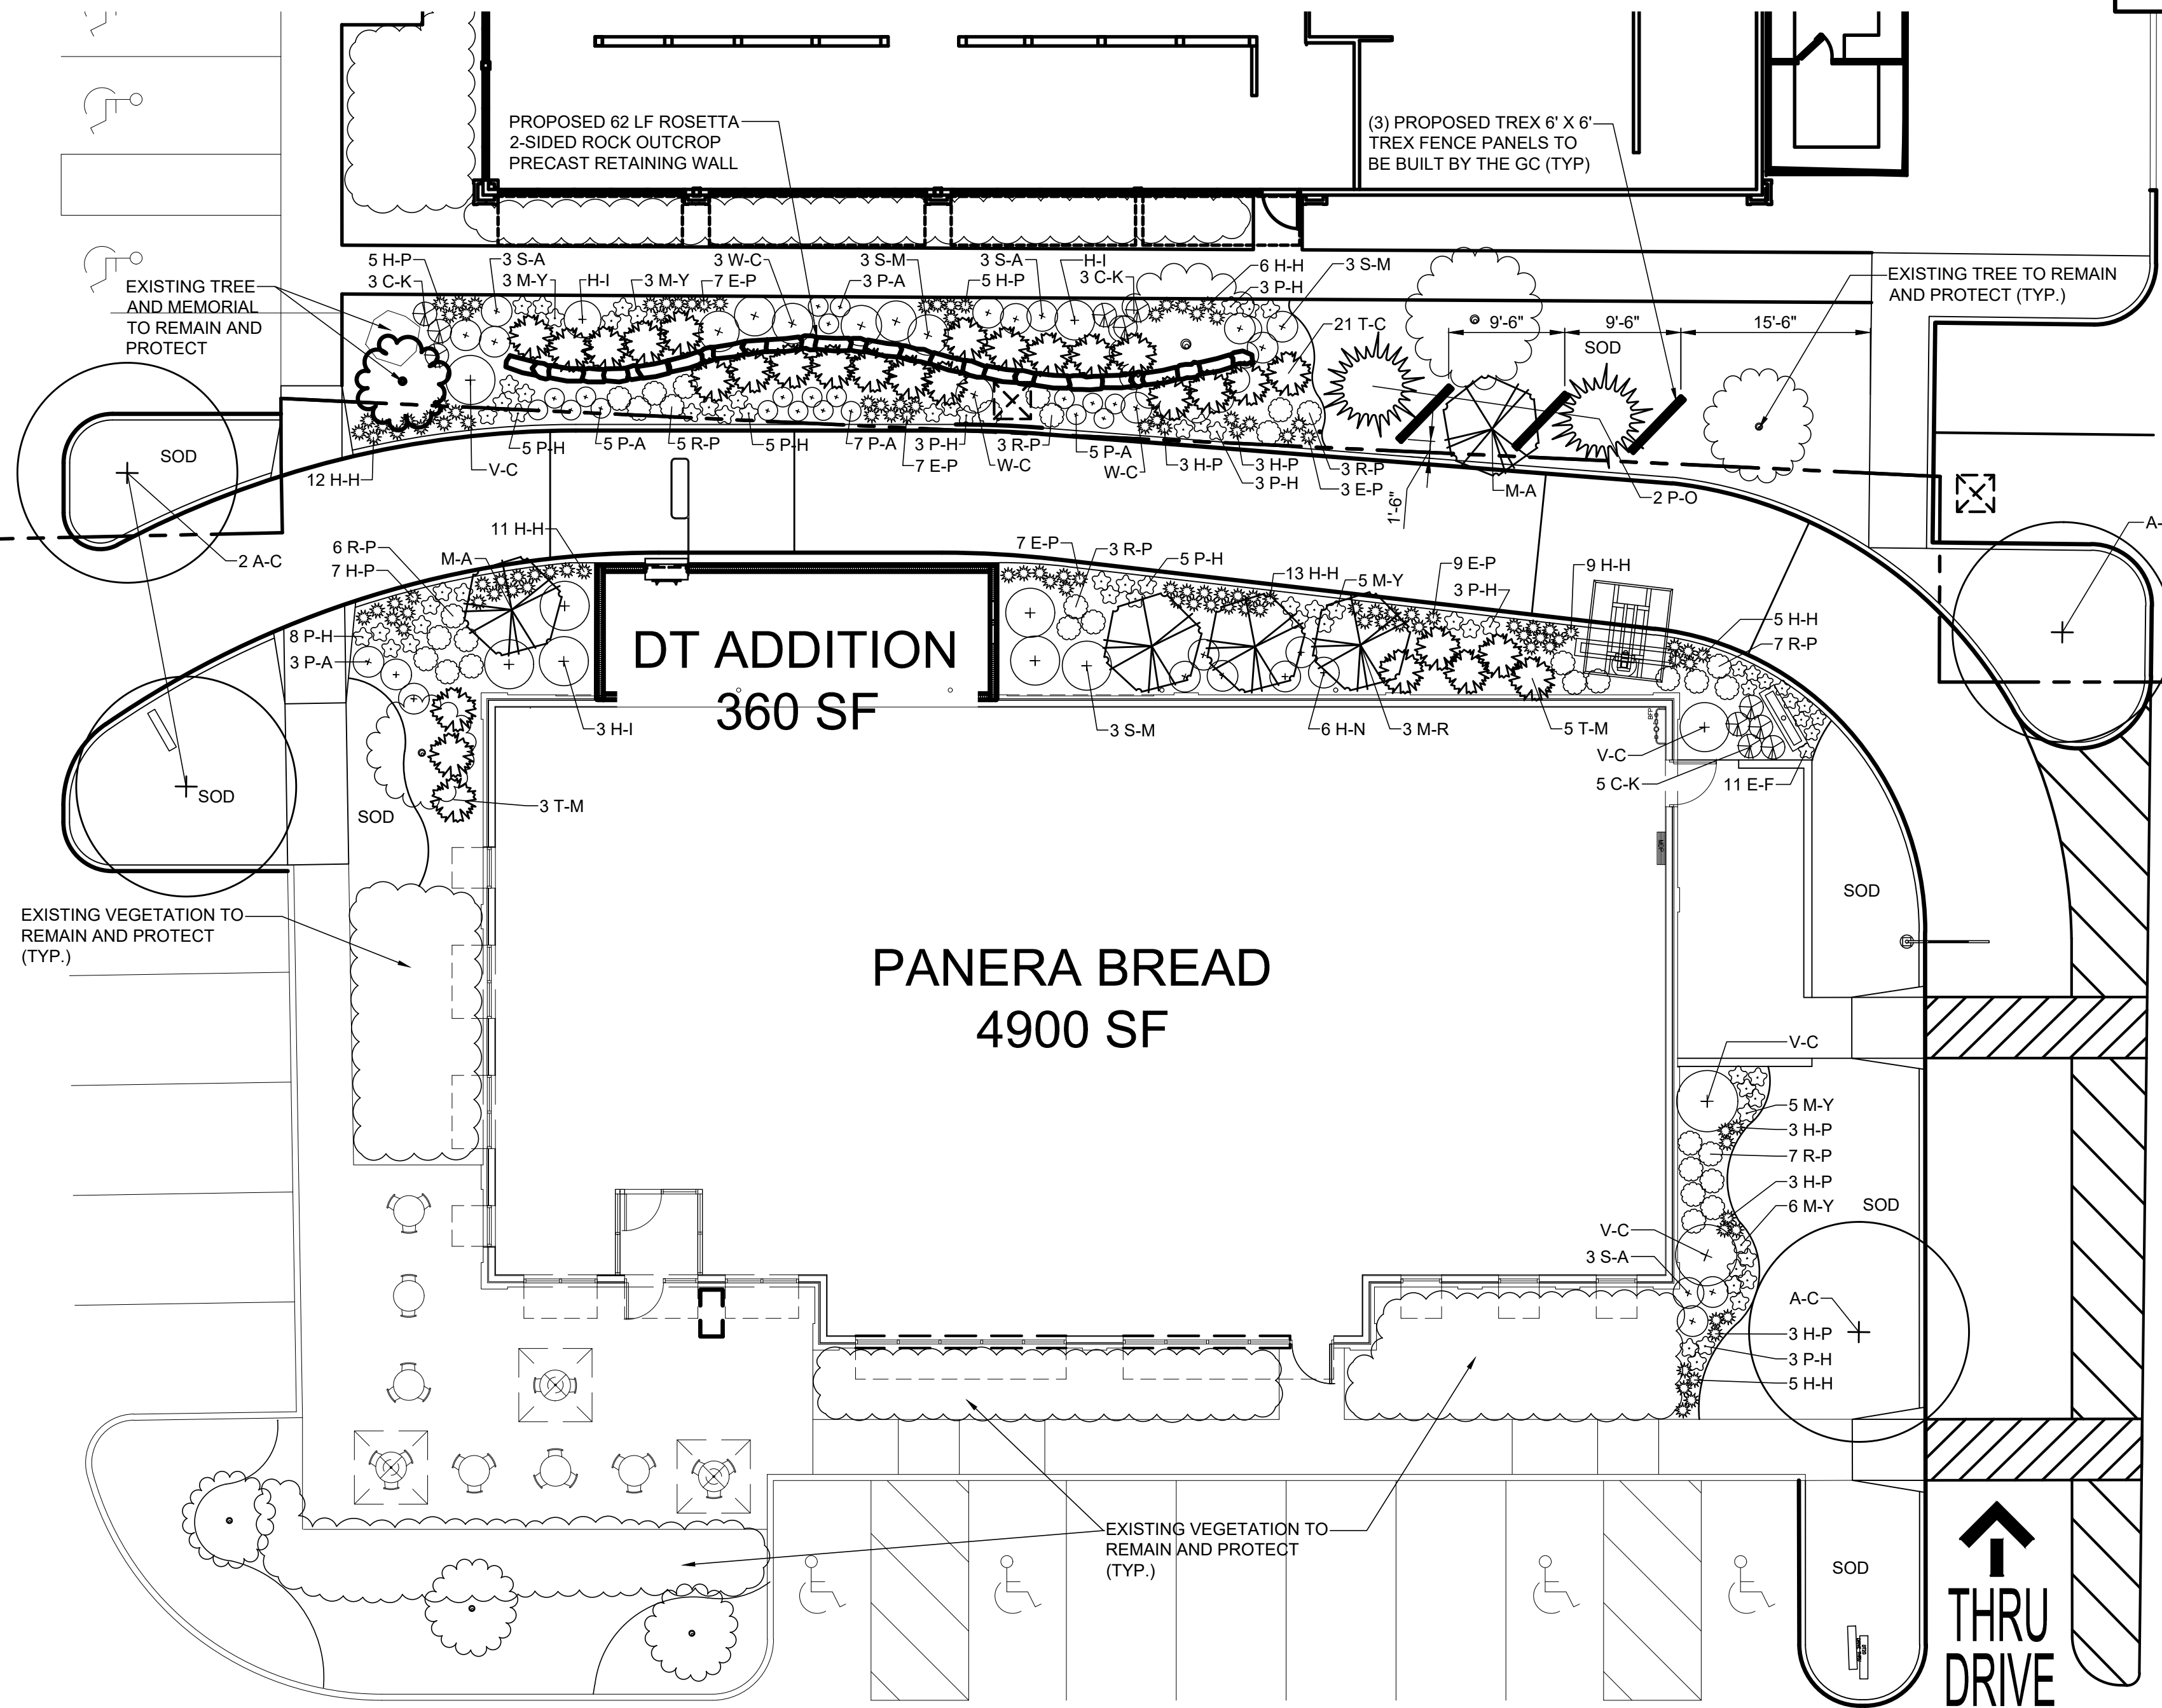 PROPOSED 62 LF ROSETTA
2-SIDED ROCK OUTCROP
PRECAST RETAINING WALL
(3) PROPOSED TREX 6' X 6'
TREX FENCE PANELS TO
BE BUILT BY THE GC (TYP)
5 H-P
3 C-K
3 S-A
3 M-Y
H-I
3 M-Y
7 E-P
3 W-C
3 P-A
3 S-M
5 H-P
3 S-A
H-I
3 C-K
6 H-H
3 P-H
3 S-M
EXISTING TREE
AND MEMORIAL
TO REMAIN AND
PROTECT
EXISTING TREE TO REMAIN
AND PROTECT (TYP.)
21 T-C
9'-6"
9'-6"
15'-6"
SOD
SOD
12 H-H
V-C
5 P-H
5 P-A
5 R-P
5 P-H
7 P-A
3 P-H
7 E-P
W-C
3 R-P
5 P-A
W-C
3 H-P
3 H-P
3 P-H
3 R-P
3 E-P
1'-6"
M-A
2 P-O
A-
2 A-C
11 H-H
6 R-P
7 H-P
M-A
7 E-P
3 R-P
5 P-H
13 H-H
5 M-Y
9 E-P
3 P-H
9 H-H
5 H-H
7 R-P
8 P-H
3 P-A
DT ADDITION
360 SF
3 H-I
3 S-M
6 H-N
3 M-R
5 T-M
BFP
V-C
5 C-K
11 E-F
SOD
3 T-M
SOD
MDP
SOD
EXISTING VEGETATION TO
REMAIN AND PROTECT
(TYP.)
PANERA BREAD
4900 SF
V-C
5 M-Y
3 H-P
7 R-P
3 H-P
6 M-Y
SOD
V-C
3 S-A
A-C
3 H-P
3 P-H
5 H-H
EXISTING VEGETATION TO
REMAIN AND PROTECT
(TYP.)
SOD
THRU
DRIVE